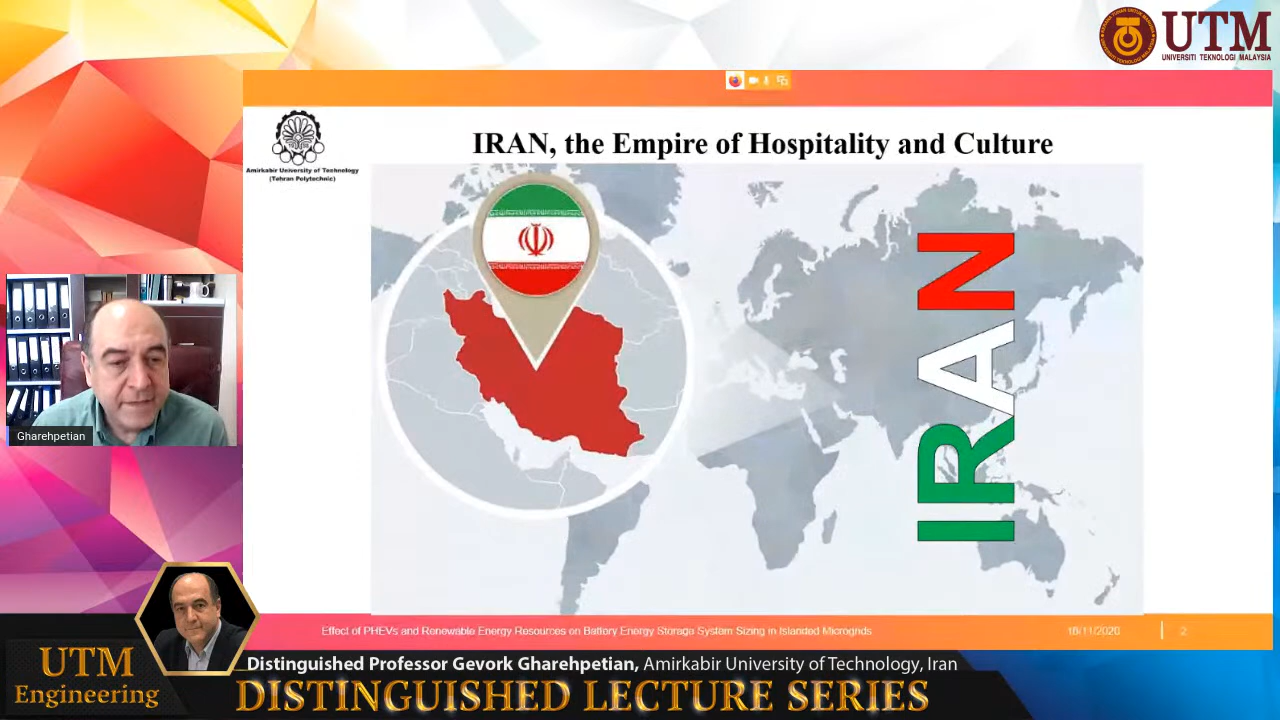 UTM
UNIVERSITI TEKNOLOGI MALAYSIA
Amirkabir University of Technology
(Tehran Polytechnic)
IRAN, the Empire of Hospitality and Culture
IRAN
Gharehpetian
Effect of PHEVs and Renewable Energy Resources on Battery Energy Storage System Sizing in Islanded Microgrids
16/11/2020
2
UTM
Engineering
Distinguished Professor Gevork Gharehpetian, Amirkabir University of Technology, Iran
DISTINGUISHED LECTURE SERIES